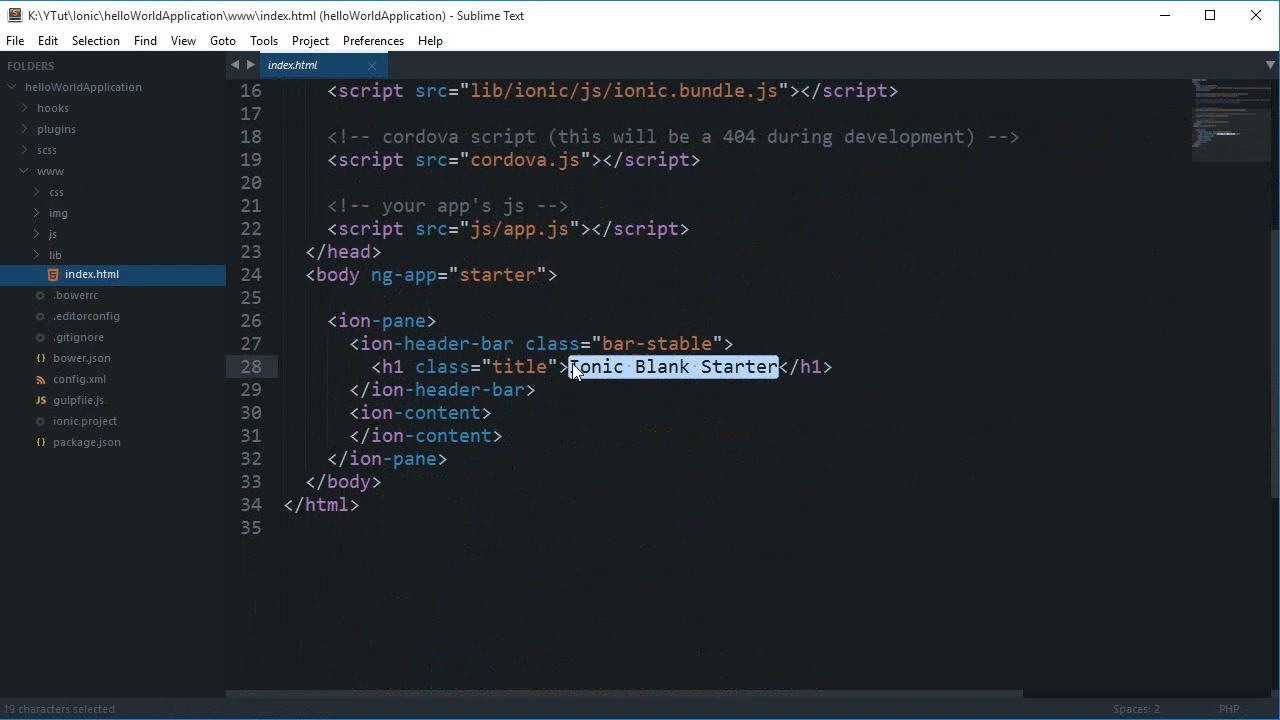 K:\YTut\Ionic\helloWorldApplication\www\index.html (helloWorldApplication) - Sublime Text
File Edit Selection Find View Goto Tools Project Preferences Help
FOLDERS
helloWorldApplication
hooks
plugins
scss
www
css
img
js
lib
index.html
.bowerrc
.editorconfig
.gitignore
bower.json
config.xml
JS gulpfile.js
ionic.project
package.json
index.html
16 <script src="lib/ionic/js/ionic.bundle.js"></script>
17
18 <!-- cordova script (this will be a 404 during development) -->
19 <script src="cordova.js"></script>
20
21 <!-- your app's js -->
22 <script src="js/app.js"></script>
23 </head>
24 <body ng-app="starter">
25
26 <ion-pane>
27 <ion-header-bar class="bar-stable">
28 <h1 class="title">Ionic Blank Starter</h1>
29 </ion-header-bar>
30 <ion-content>
31 </ion-content>
32 </ion-pane>
33 </body>
34 </html>
35
19 characters selected
Spaces: 2
PHP